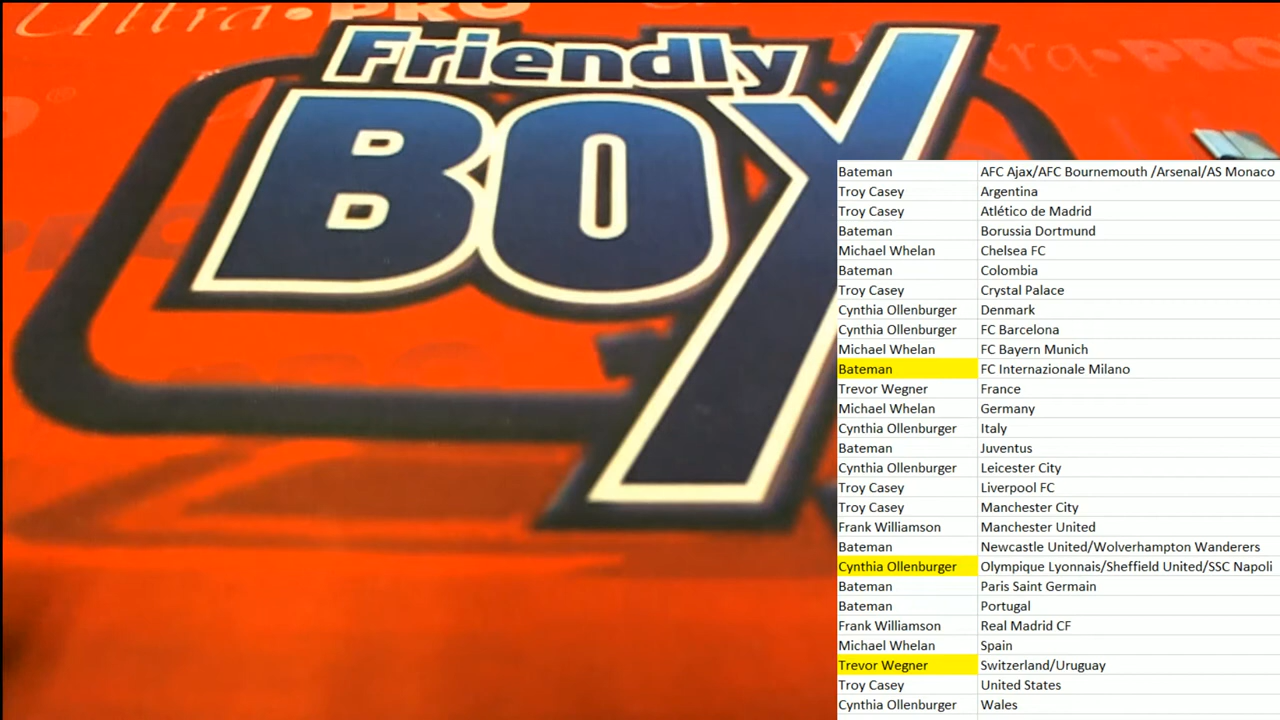 Ultra•PRO
Friendly
BOY
ltra•PRO
Bateman AFC Ajax/AFC Bournemouth /Arsenal/AS Monaco
Troy Casey Argentina
Troy Casey Atlético de Madrid
Bateman Borussia Dortmund
Michael Whelan Chelsea FC
Bateman Colombia
Troy Casey Crystal Palace
Cynthia Ollenburger Denmark
Cynthia Ollenburger FC Barcelona
Michael Whelan FC Bayern Munich
Bateman FC Internazionale Milano
Trevor Wegner France
Michael Whelan Germany
Cynthia Ollenburger Italy
Bateman Juventus
Cynthia Ollenburger Leicester City
Troy Casey Liverpool FC
Troy Casey Manchester City
Frank Williamson Manchester United
Bateman Newcastle United/Wolverhampton Wanderers
Cynthia Ollenburger Olympique Lyonnais/Sheffield United/SSC Napoli
Bateman Paris Saint Germain
Bateman Portugal
Frank Williamson Real Madrid CF
Michael Whelan Spain
Trevor Wegner Switzerland/Uruguay
Troy Casey United States
Cynthia Ollenburger Wales